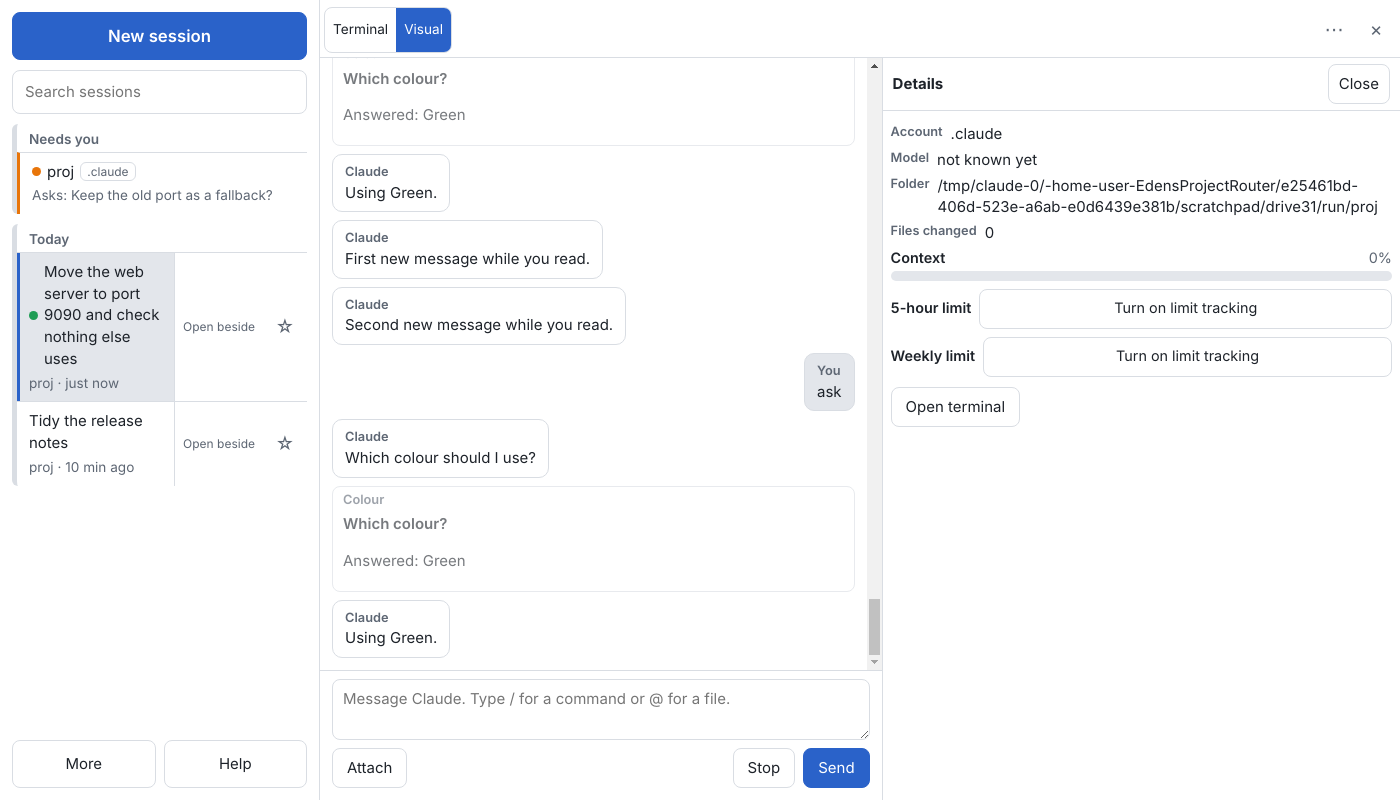 New session
Search sessions
Needs you
proj .claude
Asks: Keep the old port as a fallback?
Today
Move the web
server to port
9090 and check
nothing else
uses
proj · just now
Open beside ☆
Tidy the release
notes
proj · 10 min ago
Open beside ☆
More
Help
Terminal Visual
··· ×
Which colour?
Answered: Green
Claude
Using Green.
Claude
First new message while you read.
Claude
Second new message while you read.
You
ask
Claude
Which colour should I use?
Colour
Which colour?
Answered: Green
Claude
Using Green.
Message Claude. Type / for a command or @ for a file.
Attach
Stop
Send
Details
Close
Account .claude
Model not known yet
Folder /tmp/claude-0/-home-user-EdensProjectRouter/e25461bd-
406d-523e-a6ab-e0d6439e381b/scratchpad/drive31/run/proj
Files changed 0
Context 0%
5-hour limit Turn on limit tracking
Weekly limit Turn on limit tracking
Open terminal